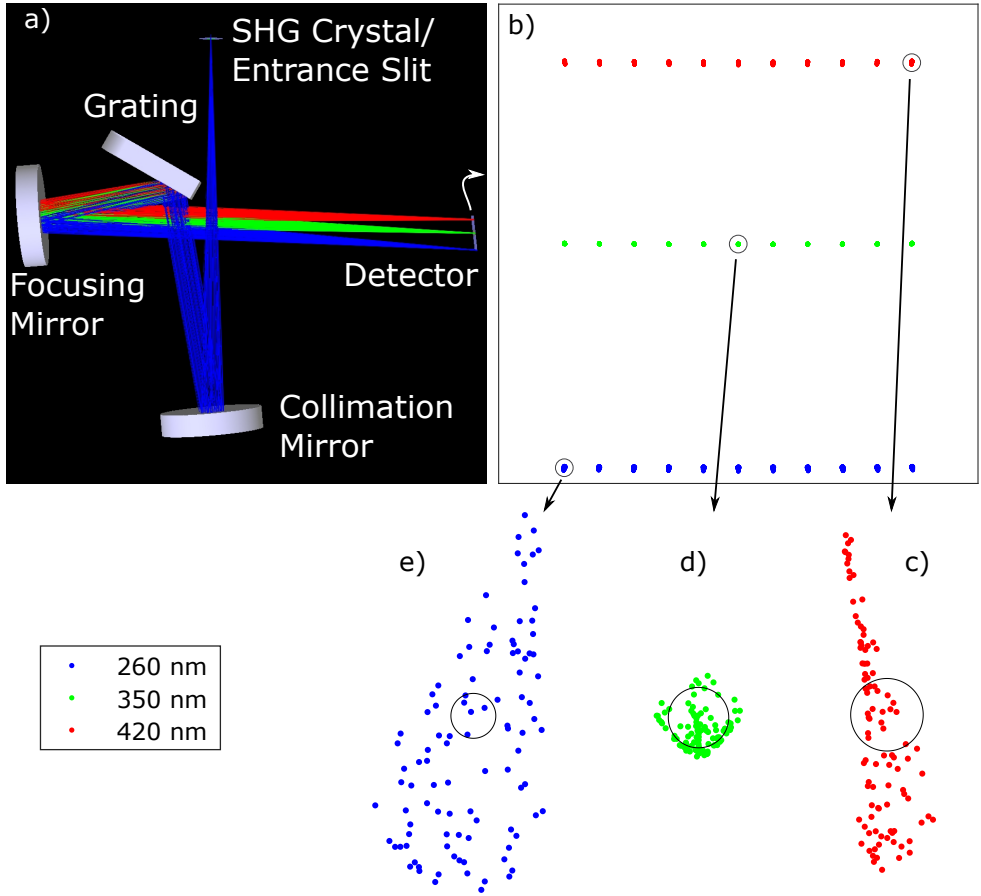 a)
SHG Crystal/
Entrance Slit
Grating
Focusing
Mirror
Detector
Collimation
Mirror
b)
e)
d)
c)
260 nm
350 nm
420 nm